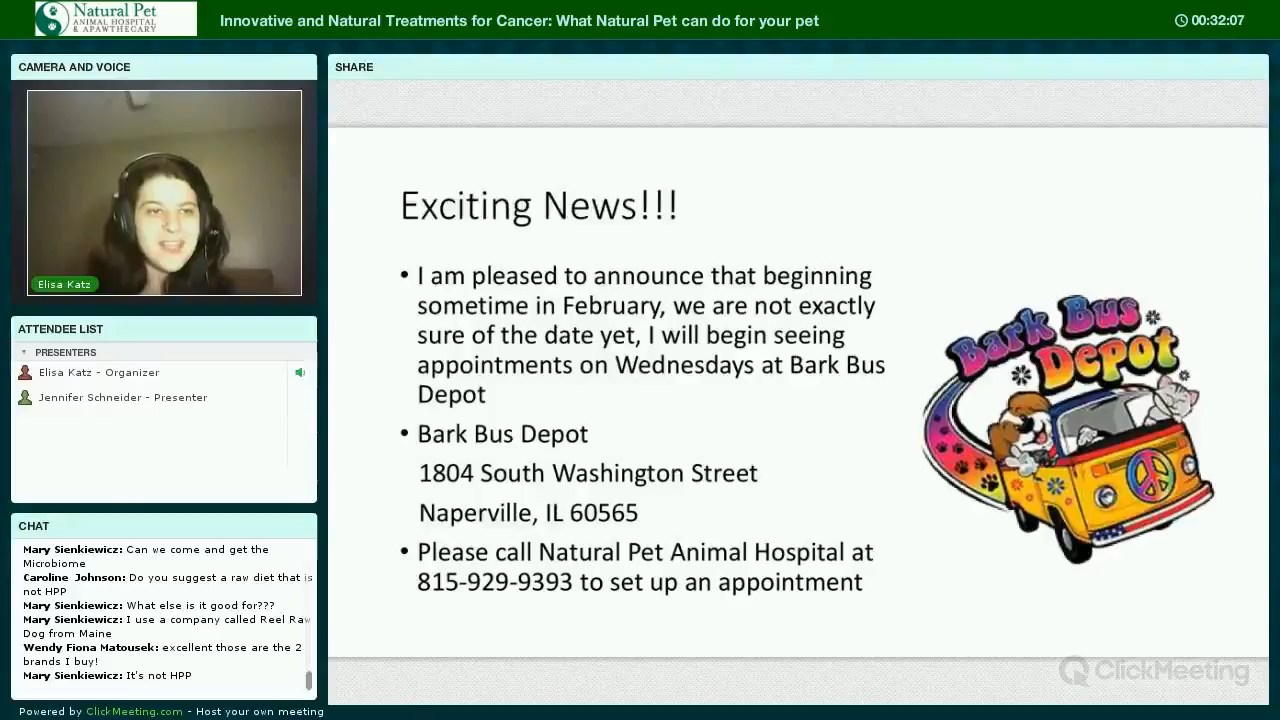 Natural Pet
ANIMAL HOSPITAL
& APAWTHECARY
Innovative and Natural Treatments for Cancer: What Natural Pet can do for your pet
00:32:07
CAMERA AND VOICE
Elisa Katz
ATTENDEE LIST
PRESENTERS
Elisa Katz - Organizer
Jennifer Schneider - Presenter
CHAT
Mary Sienkiewicz: Can we come and get the
Microbiome
Caroline Johnson: Do you suggest a raw diet that is
not HPP
Mary Sienkiewicz: What else is it good for???
Mary Sienkiewicz: I use a company called Reel Raw
Dog from Maine
Wendy Fiona Matousek: excellent those are the 2
brands I buy!
Mary Sienkiewicz: It's not HPP
Powered by ClickMeeting.com - Host your own meeting
SHARE
Exciting News!!!
• I am pleased to announce that beginning
sometime in February, we are not exactly
sure of the date yet, I will begin seeing
appointments on Wednesdays at Bark Bus
Depot
• Bark Bus Depot
1804 South Washington Street
Naperville, IL 60565
• Please call Natural Pet Animal Hospital at
815-929-9393 to set up an appointment
Bark Bus
Depot
ClickMeeting